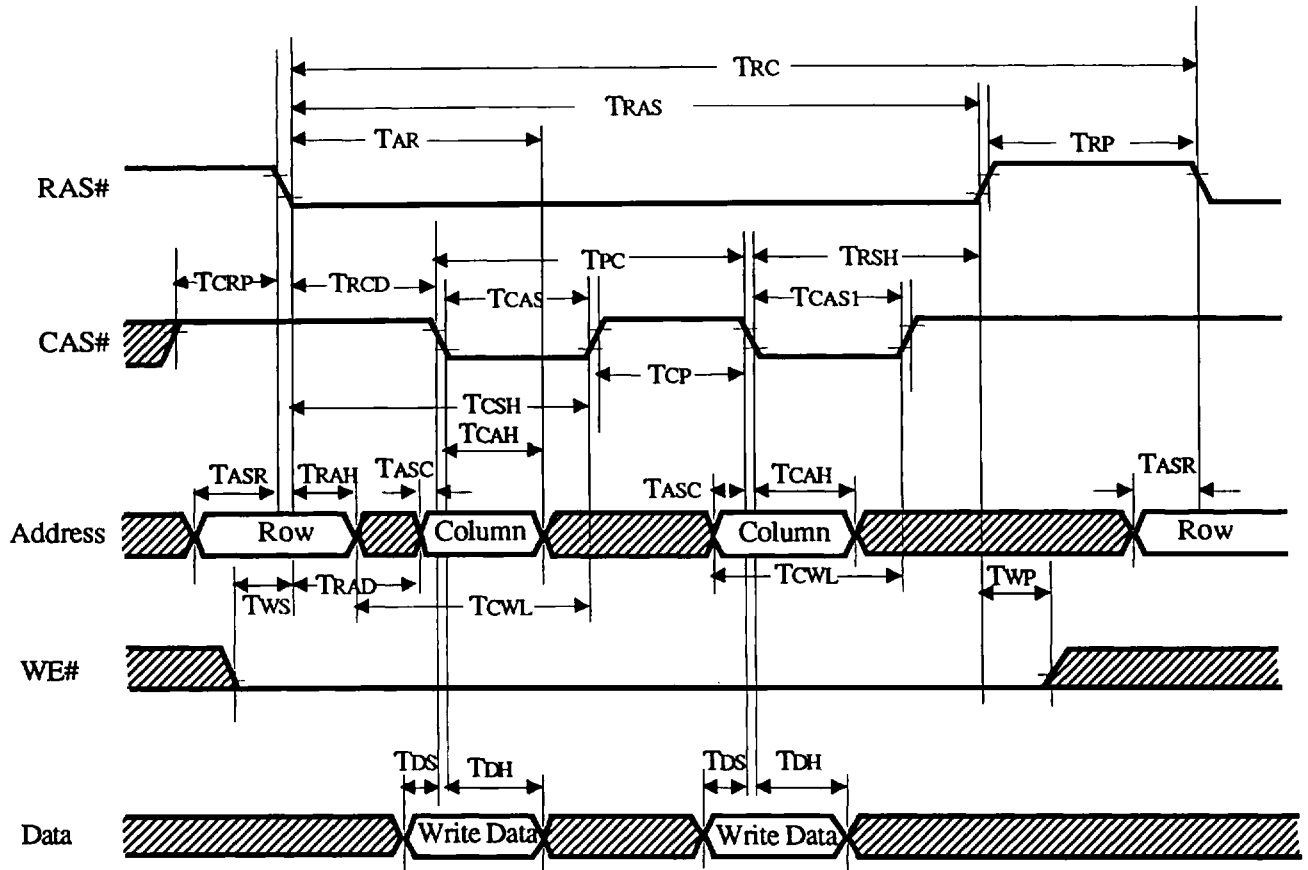 TRC
TRAS
TAR
TRP
RAS#
TPC
TRSH
TCRP
TRCD
TCAS
TCAS1
CAS#
TCP
TCSH
TCAH
TASR
TRAH
TASC
TASC
TCAH
TASR
Address
Row
Column
Column
Row
TWS
TRAD
TCWL
TCWL
TWP
WE#
TDS
TDH
TDS
TDH
Data
Write Data
Write Data